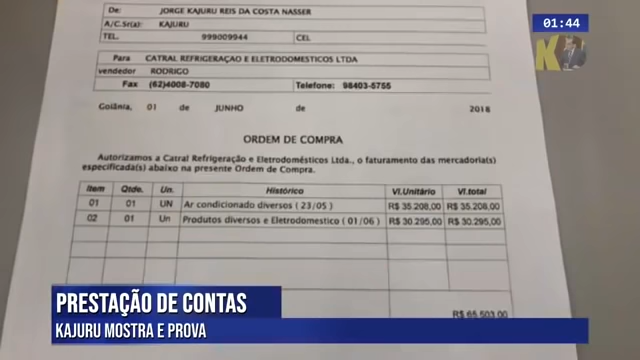 De: JORGE KAJURU REIS DA COSTA NASSER
A/C.Sr(a): KAJURU
TEL. 999009944 CEL
Para CATRAL REFRIGERAÇAO E ELETRODOMESTICOS LTDA
vendedor RODRIGO
Fax (62)4008-7080 Telefone: 98403-5755
Goiânia, 01 de JUNHO de 2018
ORDEM DE COMPRA
Autorizamos a Catral Refrigeração e Eletrodomésticos Ltda., o faturamento das mercadoria(s)
especificada(s) abaixo na presente Ordem de Compra.
Item Qtde. Un. Histórico Vl.Unitário Vl.total
01 01 UN Ar condicionado diversos ( 23/05 ) R$ 35.208,00 R$ 35.208,00
02 01 Un Produtos diversos e Eletrodomestico ( 01/06 ) R$ 30.295,00 R$ 30.295,00
R$ 65.503,00
01:44
K
PRESTAÇÃO DE CONTAS
KAJURU MOSTRA E PROVA